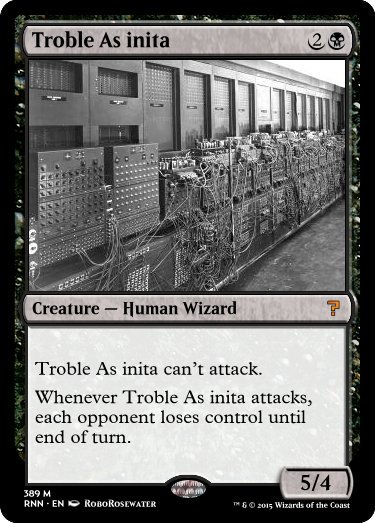 Troble As inita 2
Creature — Human Wizard
Troble As inita can't attack.
Whenever Troble As inita attacks,
each opponent loses control until
end of turn.
5/4
389 M
RNN • EN RoboRosewater
™ & © 2015 Wizards of the Coast